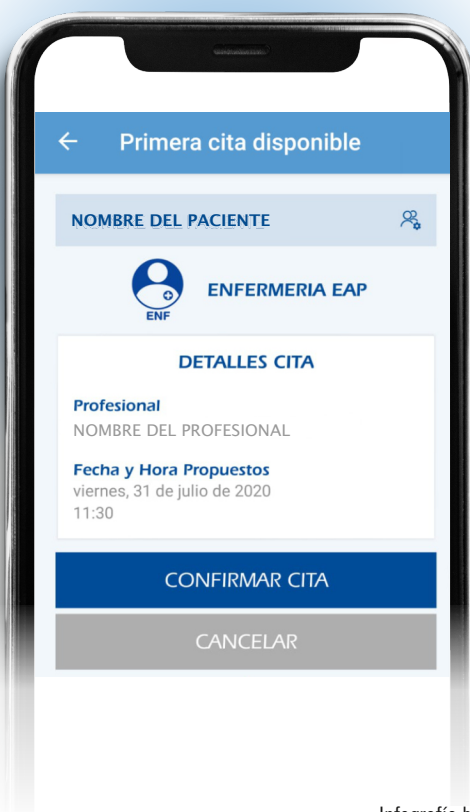 Primera cita disponible
NOMBRE DEL PACIENTE
ENFERMERIA EAP
ENF
DETALLES CITA
Profesional
NOMBRE DEL PROFESIONAL
Fecha y Hora Propuestos
viernes, 31 de julio de 2020
11:30
CONFIRMAR CITA
CANCELAR